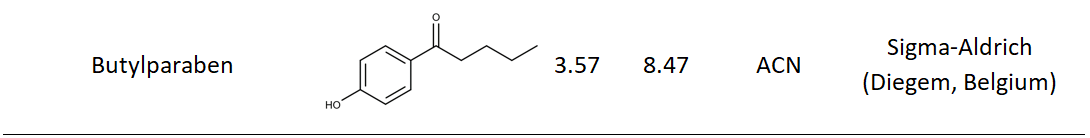 O
Sigma-Aldrich
Butylparaben 3.57 8.47 ACN
(Diegem, Belgium)
HO